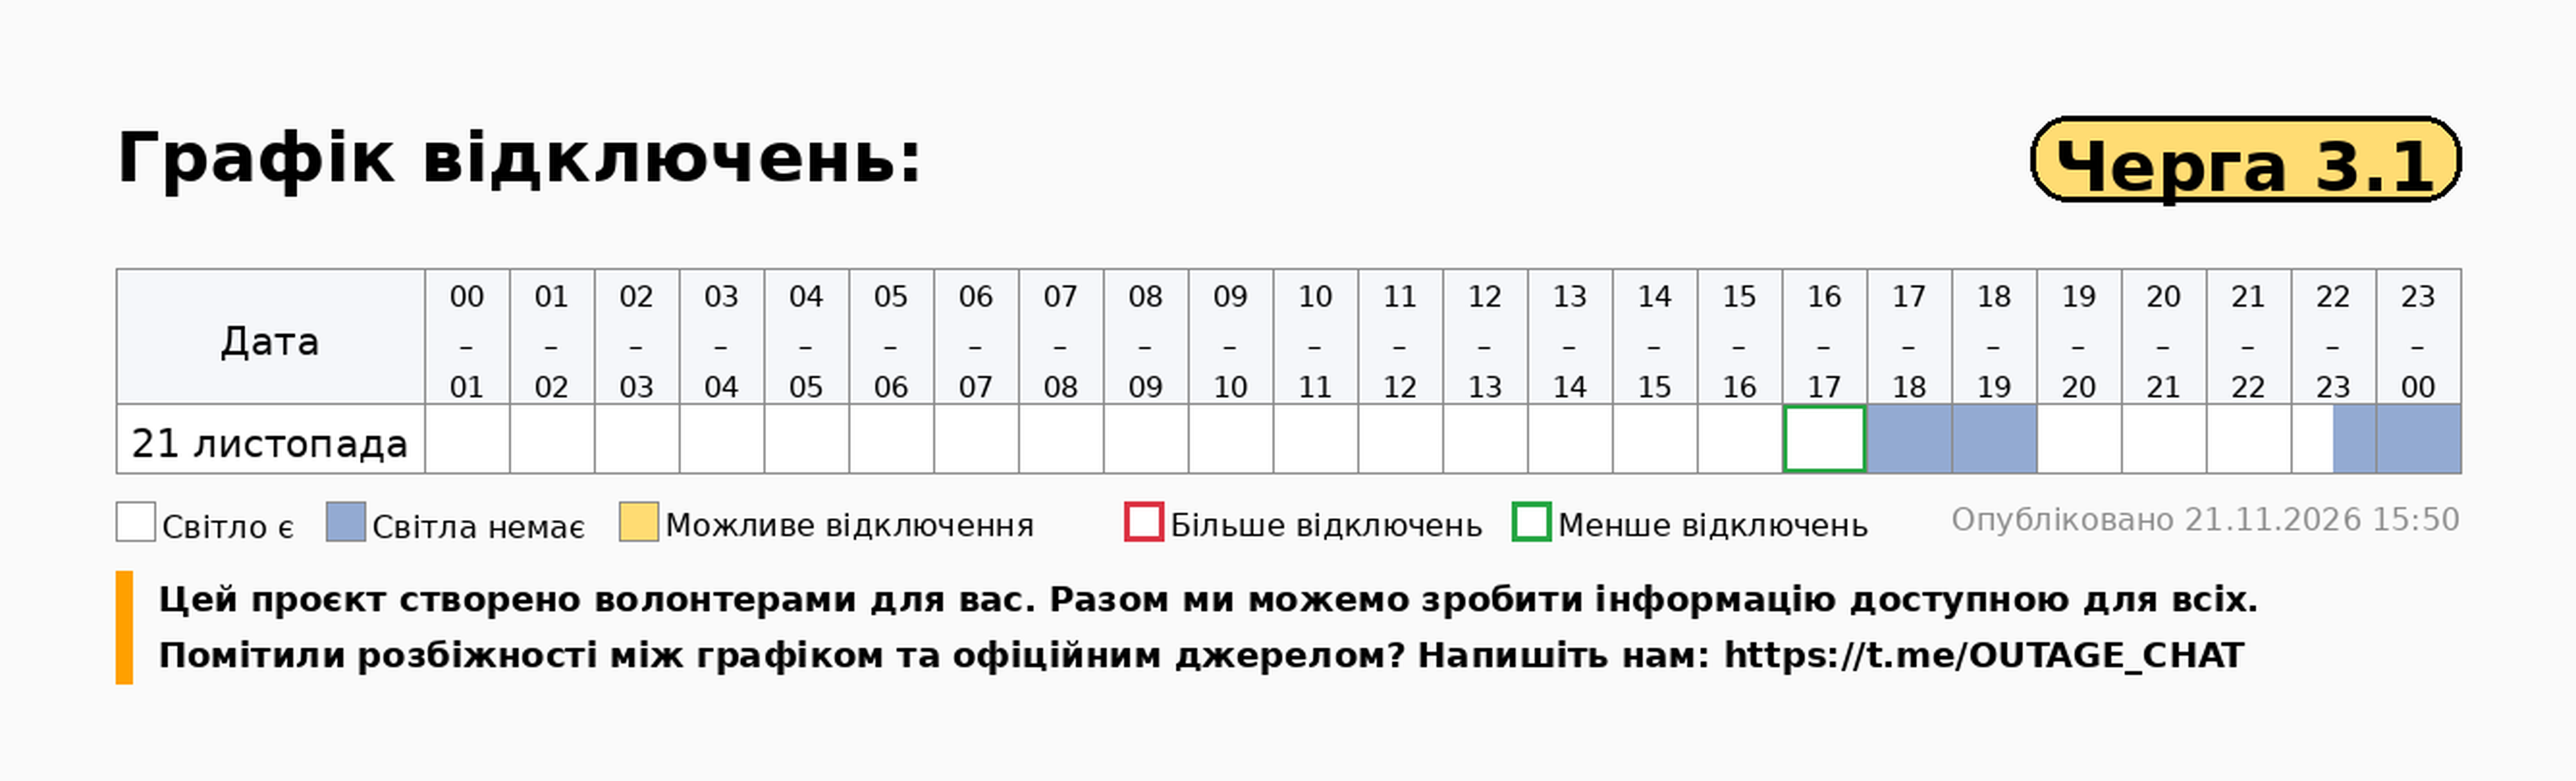 Графік відключень:
Черга 3.1
Дата
00 – 01
01 – 02
02 – 03
03 – 04
04 – 05
05 – 06
06 – 07
07 – 08
08 – 09
09 – 10
10 – 11
11 – 12
12 – 13
13 – 14
14 – 15
15 – 16
16 – 17
17 – 18
18 – 19
19 – 20
20 – 21
21 – 22
22 – 23
23 – 00
21 листопада
Світло є
Світла немає
Можливе відключення
Більше відключень
Менше відключень
Опубліковано 21.11.2026 15:50
Цей проєкт створено волонтерами для вас. Разом ми можемо зробити інформацію доступною для всіх.
Помітили розбіжності між графіком та офіційним джерелом? Напишіть нам: https://t.me/OUTAGE_CHAT